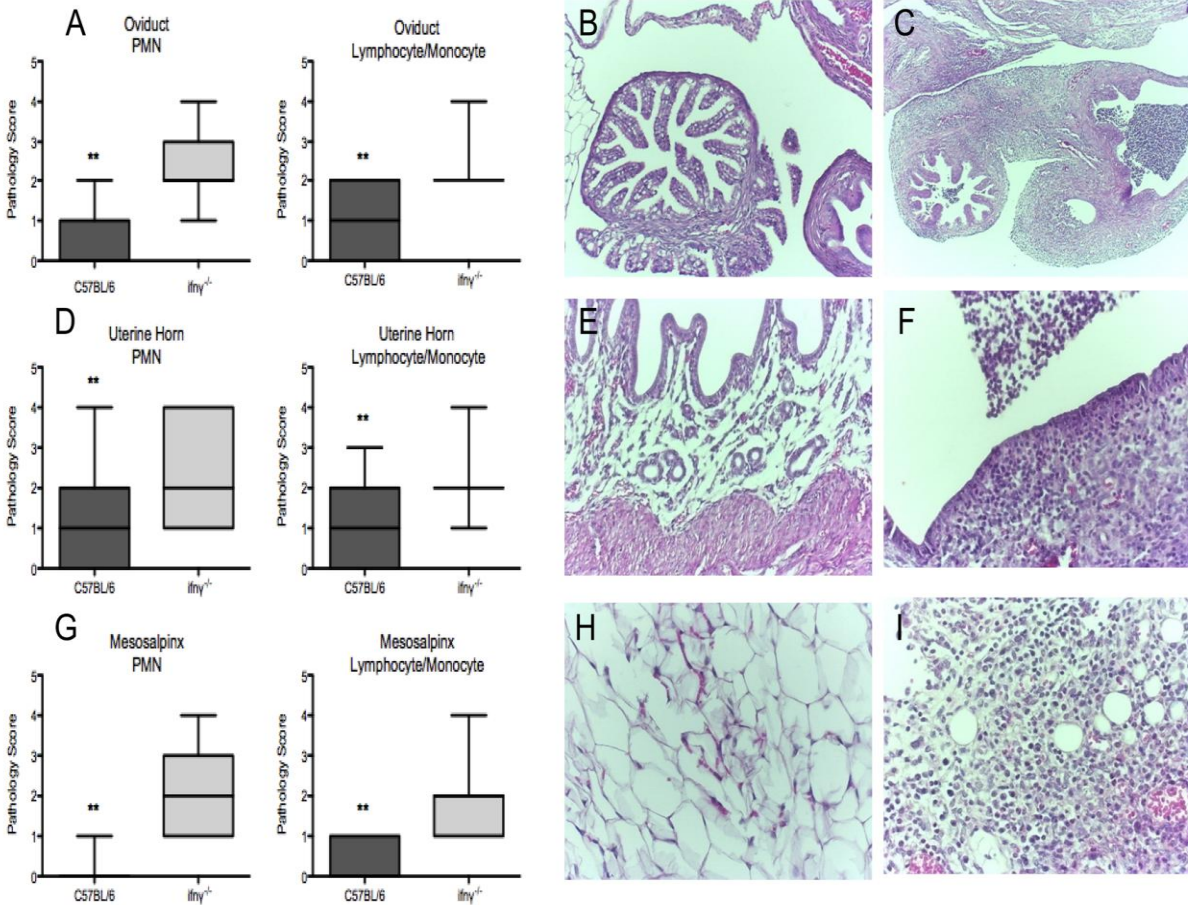 A
Oviduct
PMN
Pathology Score
5
4
3
2
1
0
**
C57BL/6
ifnγ-/-
Oviduct
Lymphocyte/Monocyte
Pathology Score
5
4
3
2
1
0
**
C57BL/6
ifnγ-/-
B
C
D
Uterine Horn
PMN
Pathology Score
5
4
3
2
1
0
**
C57BL/6
ifnγ-/-
Uterine Horn
Lymphocyte/Monocyte
Pathology Score
5
4
3
2
1
0
**
C57BL/6
ifnγ-/-
E
F
G
Mesosalpinx
PMN
Pathology Score
5
4
3
2
1
0
**
C57BL/6
ifnγ-/-
Mesosalpinx
Lymphocyte/Monocyte
Pathology Score
5
4
3
2
1
0
**
C57BL/6
ifnγ-/-
H
I